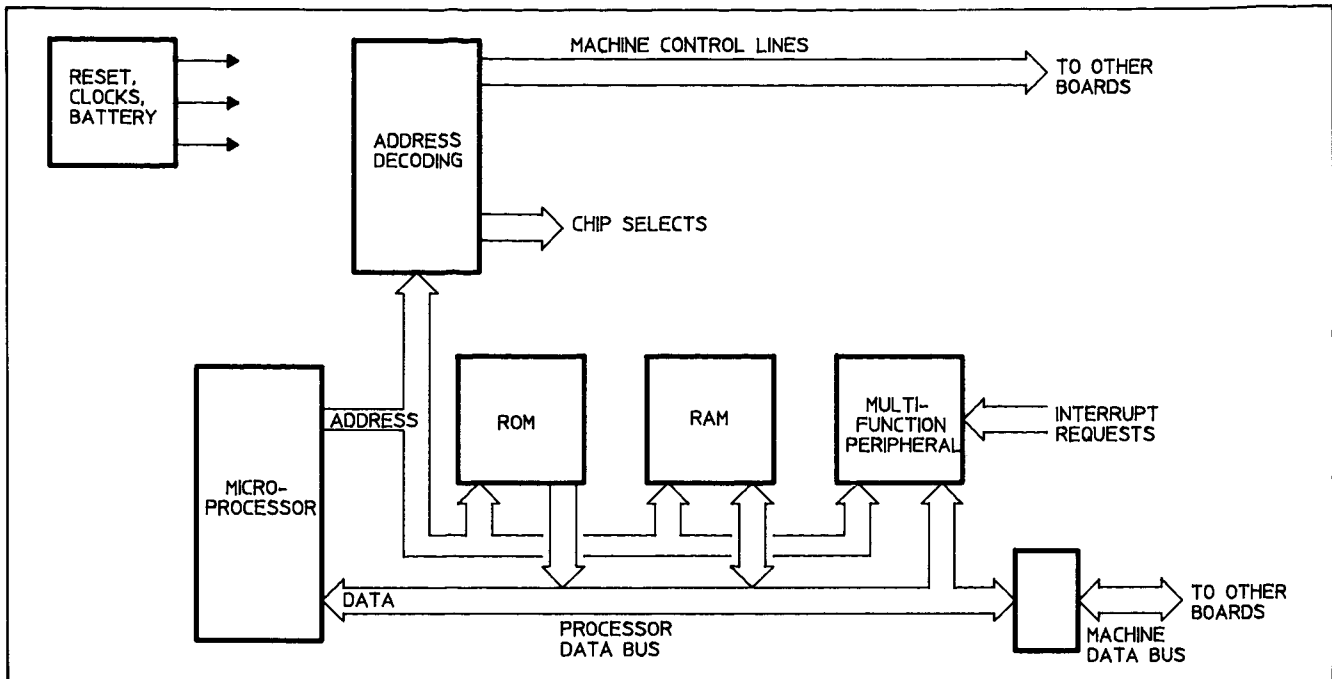 RESET,
CLOCKS,
BATTERY
MACHINE CONTROL LINES
TO OTHER
BOARDS
ADDRESS
DECODING
CHIP SELECTS
ADDRESS
ROM
RAM
MULTI-
FUNCTION
PERIPHERAL
INTERRUPT
REQUESTS
MICRO-
PROCESSOR
DATA
PROCESSOR
DATA BUS
TO OTHER
BOARDS
MACHINE
DATA BUS